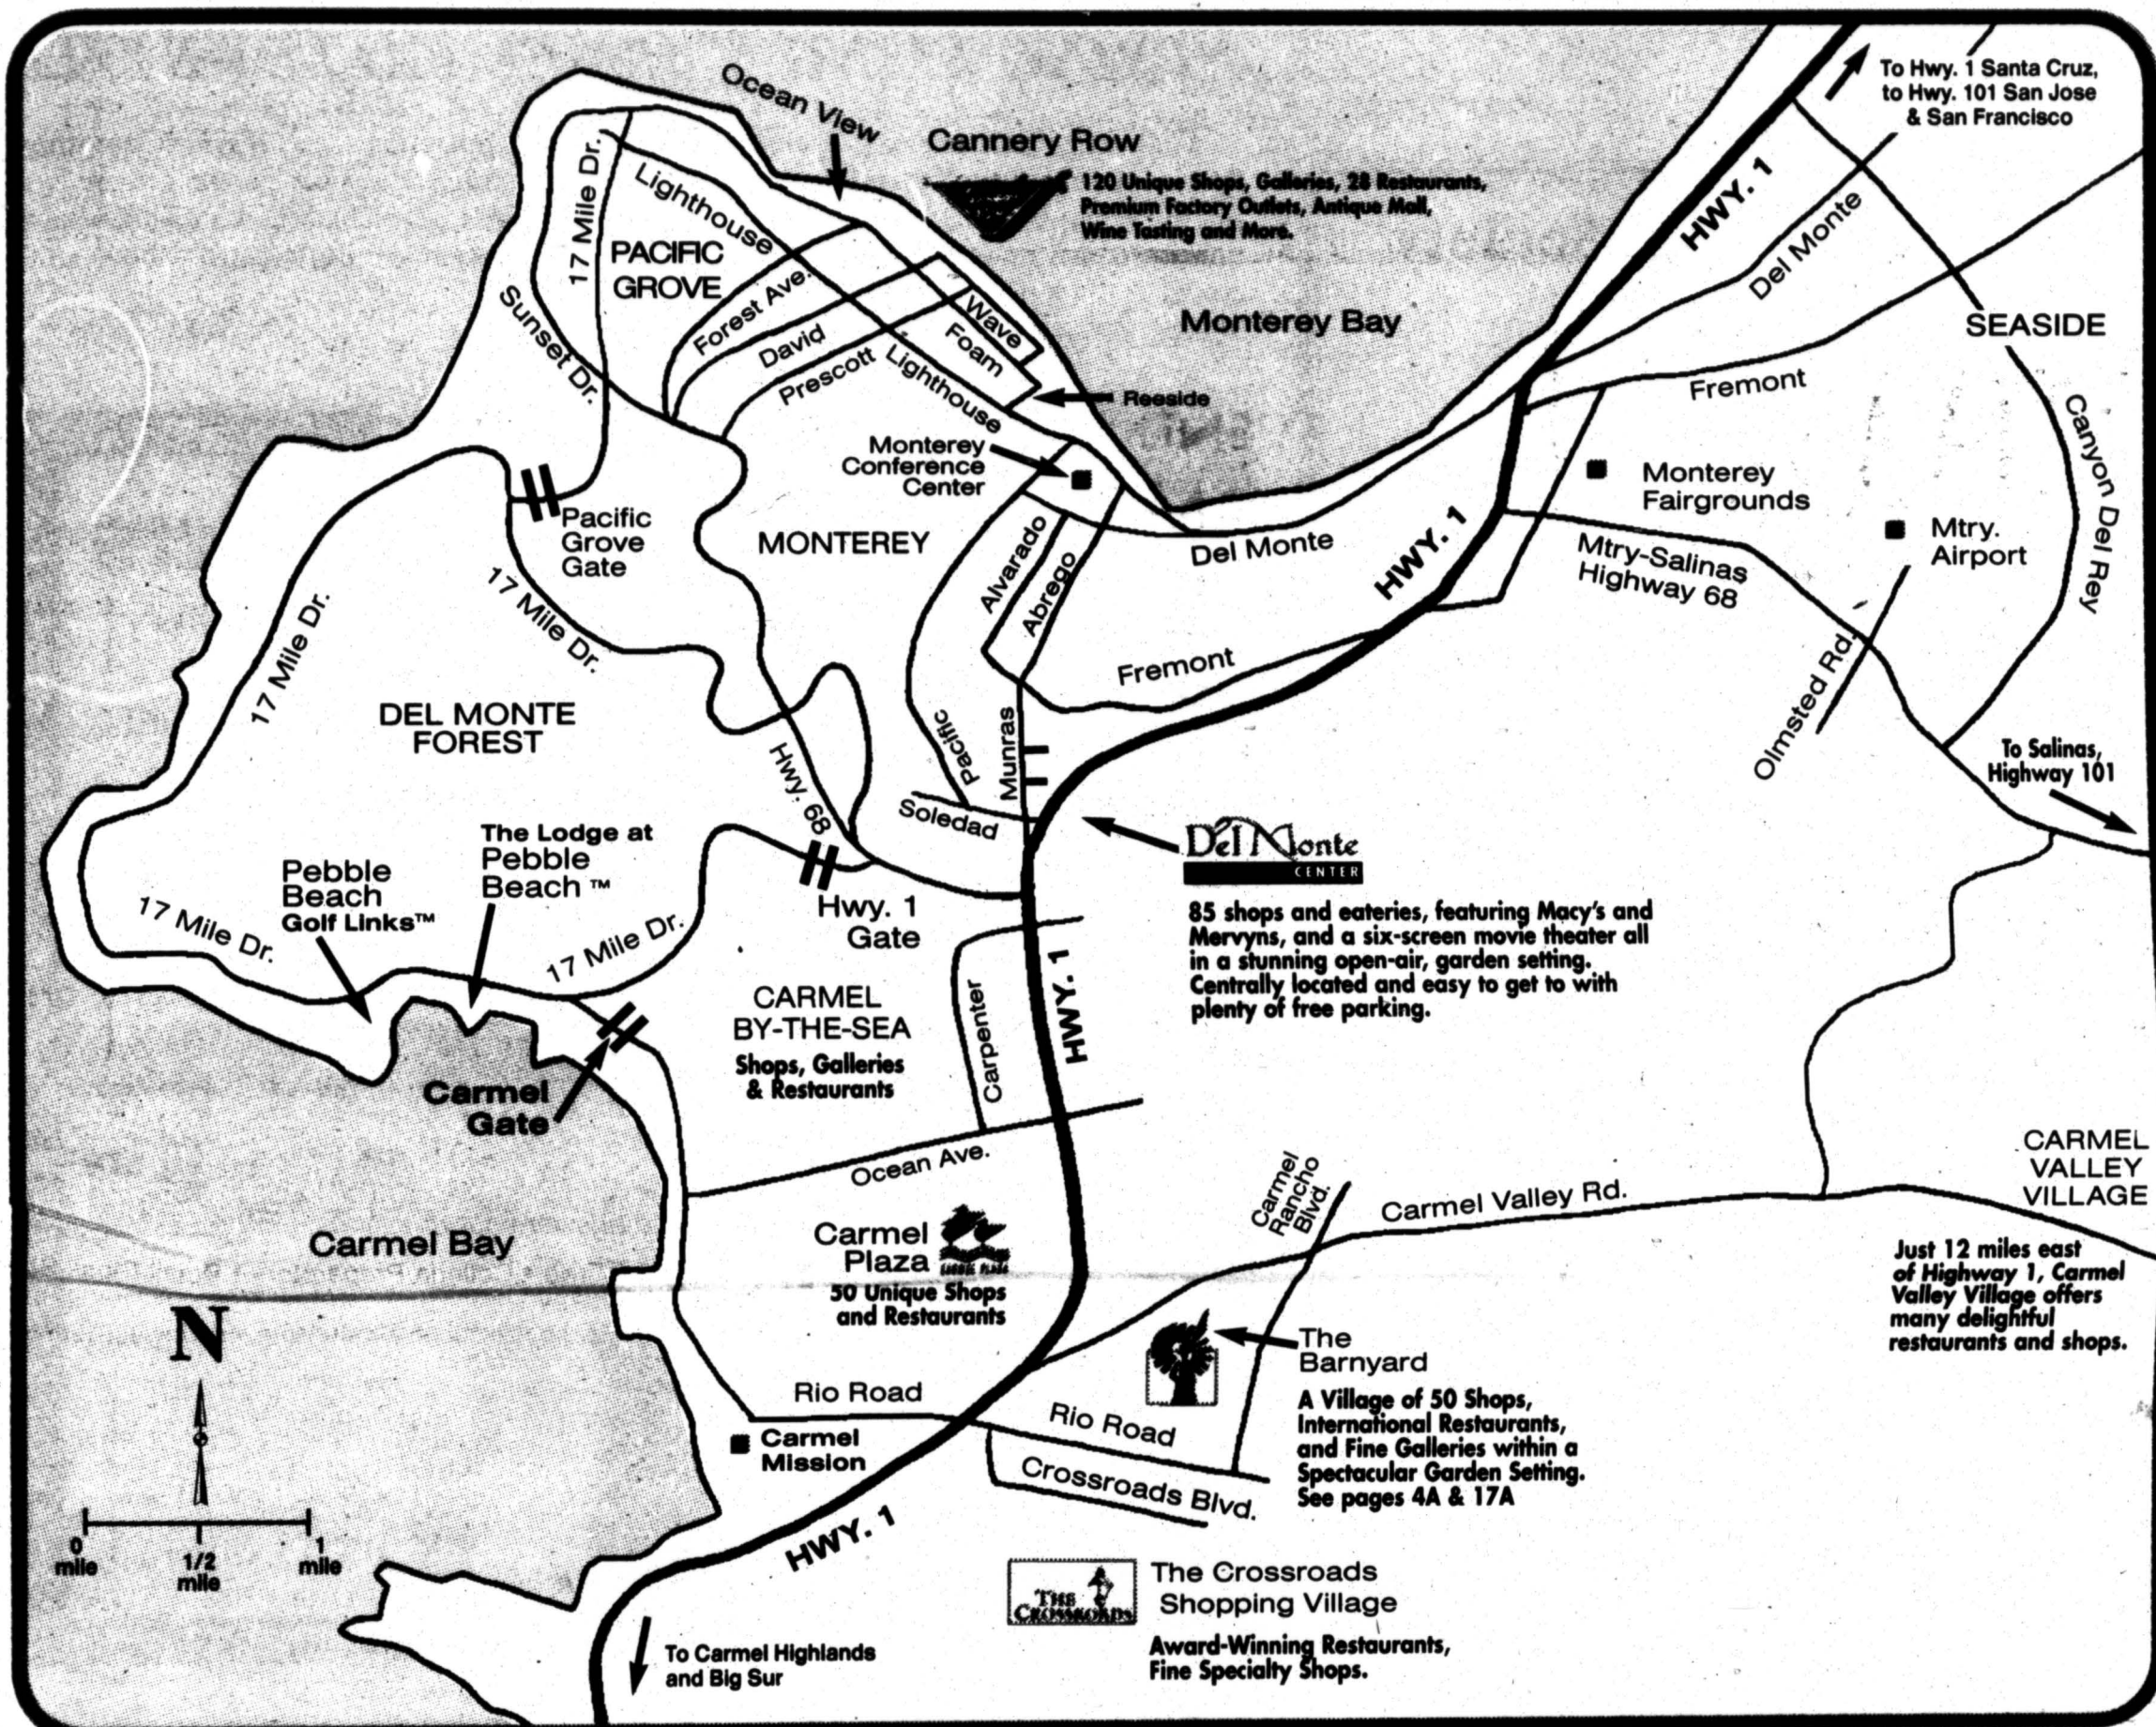 To Hwy. 1 Santa Cruz,
to Hwy. 101 San Jose
& San Francisco
Ocean View
Cannery Row
120 Unique Shops, Galleries, 28 Restaurants,
Premium Factory Outlets, Antique Mall,
Wine Tasting and More.
HWY. 1
Del Monte
17 Mile Dr.
Lighthouse
PACIFIC
GROVE
Forest Ave.
Sunset Dr.
David
Prescott
Lighthouse
Wave
Foam
Monterey Bay
SEASIDE
Fremont
Reeside
Canyon Del Rey
Monterey
Conference
Center
Monterey
Fairgrounds
Mtry.
Airport
Pacific
Grove
Gate
MONTEREY
Alvarado
Abrego
Del Monte
HWY. 1
Mtry-Salinas
Highway 68
17 Mile Dr.
17 Mile Dr.
Fremont
Olmsted Rd.
DEL MONTE
FOREST
Pacific
Munras
To Salinas,
Highway 101
Hwy. 68
Soledad
The Lodge at
Pebble
Beach ™
Pebble
Beach
Golf Links™
Del Monte
CENTER
85 shops and eateries, featuring Macy's and
Mervyns, and a six-screen movie theater all
in a stunning open-air, garden setting.
Centrally located and easy to get to with
plenty of free parking.
17 Mile Dr.
17 Mile Dr.
Hwy. 1
Gate
CARMEL
BY-THE-SEA
Shops, Galleries
& Restaurants
Carpenter
HWY. 1
Carmel
Gate
Ocean Ave.
Carmel
Rancho
Blvd.
Carmel Valley Rd.
CARMEL
VALLEY
VILLAGE
Just 12 miles east
of Highway 1, Carmel
Valley Village offers
many delightful
restaurants and shops.
Carmel Bay
Carmel
Plaza
50 Unique Shops
and Restaurants
N
The
Barnyard
A Village of 50 Shops,
International Restaurants,
and Fine Galleries within a
Spectacular Garden Setting.
See pages 4A & 17A
Rio Road
Rio Road
Carmel
Mission
Crossroads Blvd.
0
mile
1/2
mile
1
mile
HWY. 1
THE
CROSSROADS
The Crossroads
Shopping Village
Award-Winning Restaurants,
Fine Specialty Shops.
To Carmel Highlands
and Big Sur